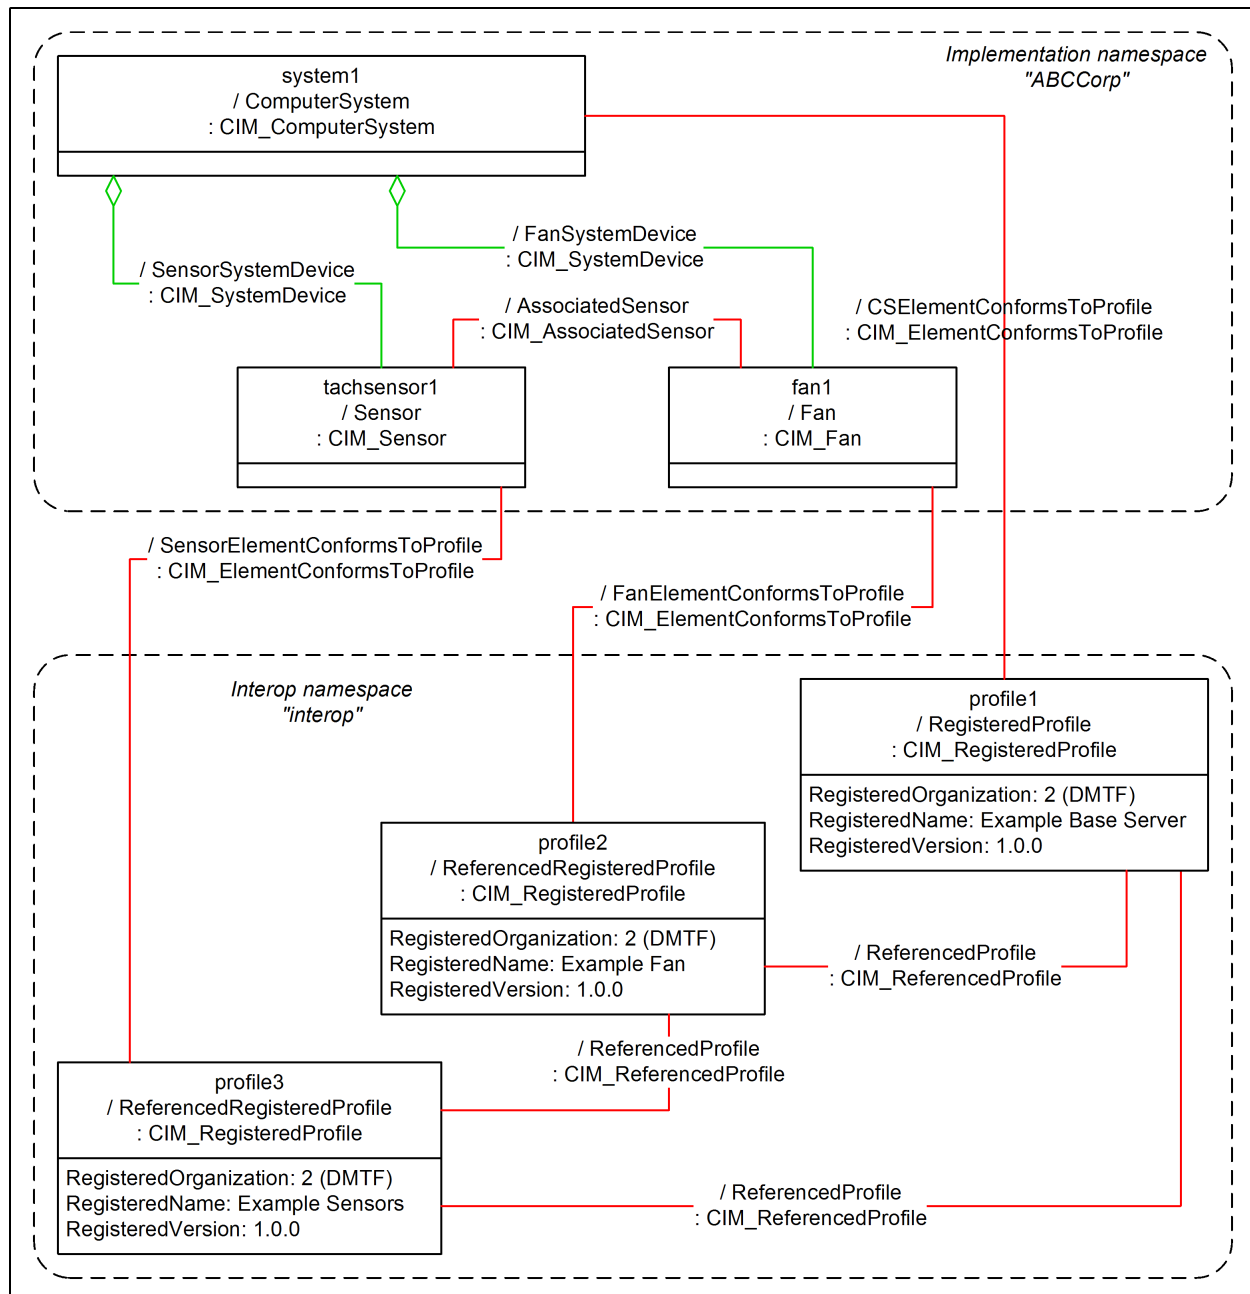 Implementation namespace
"ABCCorp"
system1
/ ComputerSystem
: CIM_ComputerSystem
/ FanSystemDevice
: CIM_SystemDevice
/ SensorSystemDevice
: CIM_SystemDevice
/ AssociatedSensor
: CIM_AssociatedSensor
/ CSElementConformsToProfile
: CIM_ElementConformsToProfile
tachsensor1
/ Sensor
: CIM_Sensor
fan1
/ Fan
: CIM_Fan
/ SensorElementConformsToProfile
: CIM_ElementConformsToProfile
/ FanElementConformsToProfile
: CIM_ElementConformsToProfile
Interop namespace
"interop"
profile1
/ RegisteredProfile
: CIM_RegisteredProfile
RegisteredOrganization: 2 (DMTF)
RegisteredName: Example Base Server
RegisteredVersion: 1.0.0
profile2
/ ReferencedRegisteredProfile
: CIM_RegisteredProfile
RegisteredOrganization: 2 (DMTF)
RegisteredName: Example Fan
RegisteredVersion: 1.0.0
/ ReferencedProfile
: CIM_ReferencedProfile
/ ReferencedProfile
: CIM_ReferencedProfile
profile3
/ ReferencedRegisteredProfile
: CIM_RegisteredProfile
RegisteredOrganization: 2 (DMTF)
RegisteredName: Example Sensors
RegisteredVersion: 1.0.0
/ ReferencedProfile
: CIM_ReferencedProfile